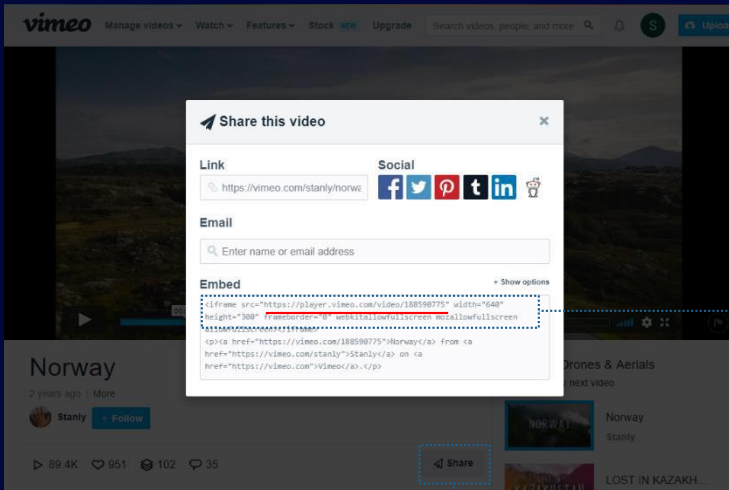 vimeo Manage videos Watch Features Stock NEW Upgrade Search videos, people, and more S Upload
Share this video
Link Social
https://vimeo.com/stanly/norwa
Email
Enter name or email address
Embed + Show options
<iframe src="https://player.vimeo.com/video/188590775" width="640"
height="300" frameborder="0" webkitallowfullscreen mozallowfullscreen
allowfullscreen></iframe>
<p><a href="https://vimeo.com/188590775">Norway</a> from <a
href="https://vimeo.com/stanly">Stanly</a> on <a
href="https://vimeo.com">Vimeo</a>.</p>
Norway
2 years ago More
Stanly + Follow
89.4K 951 102 35 Share
Drones & Aerials
next video
NORWAY
Norway
Stanly
KAZAKHSTAN
LOST IN KAZAKH...